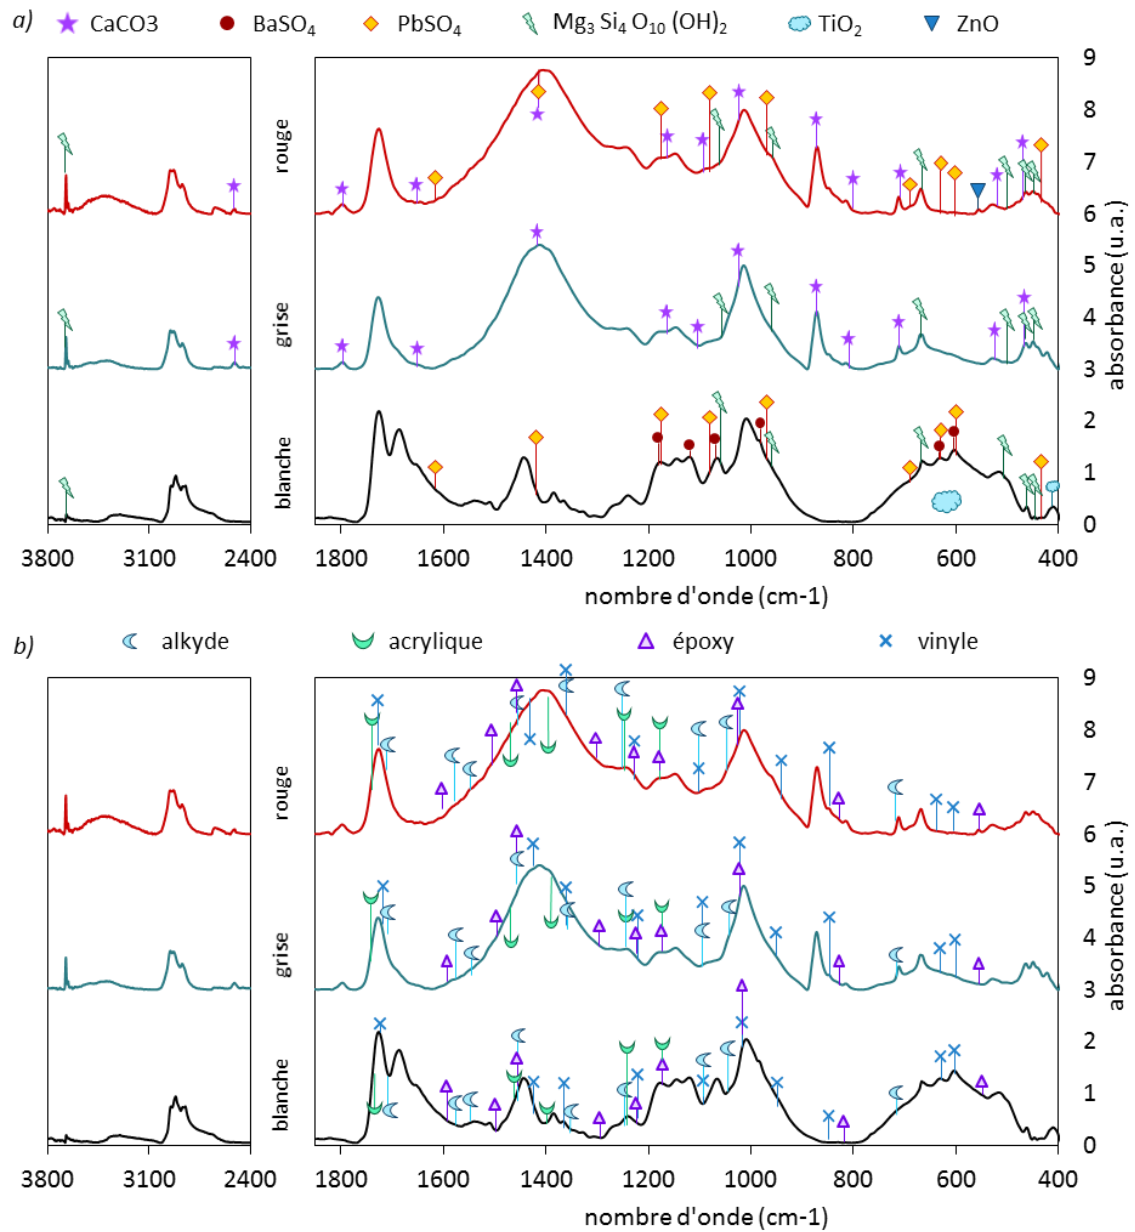 a) CaCO3 BaSO4 PbSO4 Mg3 Si4 O10 (OH)2 TiO2 ZnO
rouge
grise
blanche
9
8
7
6
5
4
3
2
1
0
absorbance (u.a.)
3800 3100 2400 1800 1600 1400 1200 1000 800 600 400
nombre d'onde (cm-1)
b) alkyde acrylique époxy vinyle
rouge
grise
blanche
9
8
7
6
5
4
3
2
1
0
absorbance (u.a.)
3800 3100 2400 1800 1600 1400 1200 1000 800 600 400
nombre d'onde (cm-1)